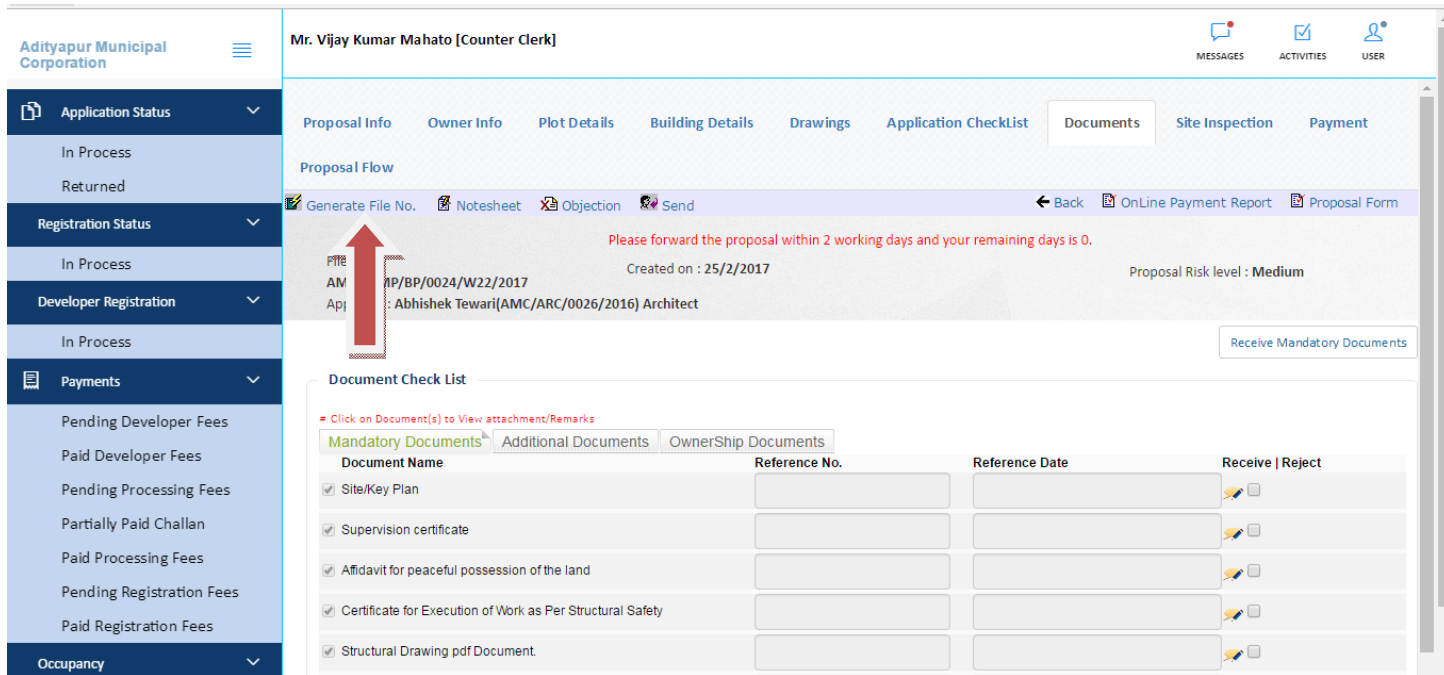 Adityapur Municipal
Corporation
Mr. Vijay Kumar Mahato [Counter Clerk]
MESSAGES ACTIVITIES USER
Application Status
In Process
Returned
Registration Status
In Process
Developer Registration
In Process
Payments
Pending Developer Fees
Paid Developer Fees
Pending Processing Fees
Partially Paid Challan
Paid Processing Fees
Pending Registration Fees
Paid Registration Fees
Occupancy
Proposal Info Owner Info Plot Details Building Details Drawings Application CheckList Documents Site Inspection Payment
Proposal Flow
Generate File No. Notesheet Objection Send Back OnLine Payment Report Proposal Form
Please forward the proposal within 2 working days and your remaining days is 0.
Created on : 25/2/2017
Proposal Risk level : Medium
/BP/0024/W22/2017
: Abhishek Tewari(AMC/ARC/0026/2016) Architect
Receive Mandatory Documents
Document Check List
# Click on Document(s) to View attachment/Remarks
Mandatory Documents Additional Documents OwnerShip Documents
Document Name Reference No. Reference Date Receive | Reject
Site/Key Plan
Supervision certificate
Affidavit for peaceful possession of the land
Certificate for Execution of Work as Per Structural Safety
Structural Drawing pdf Document.